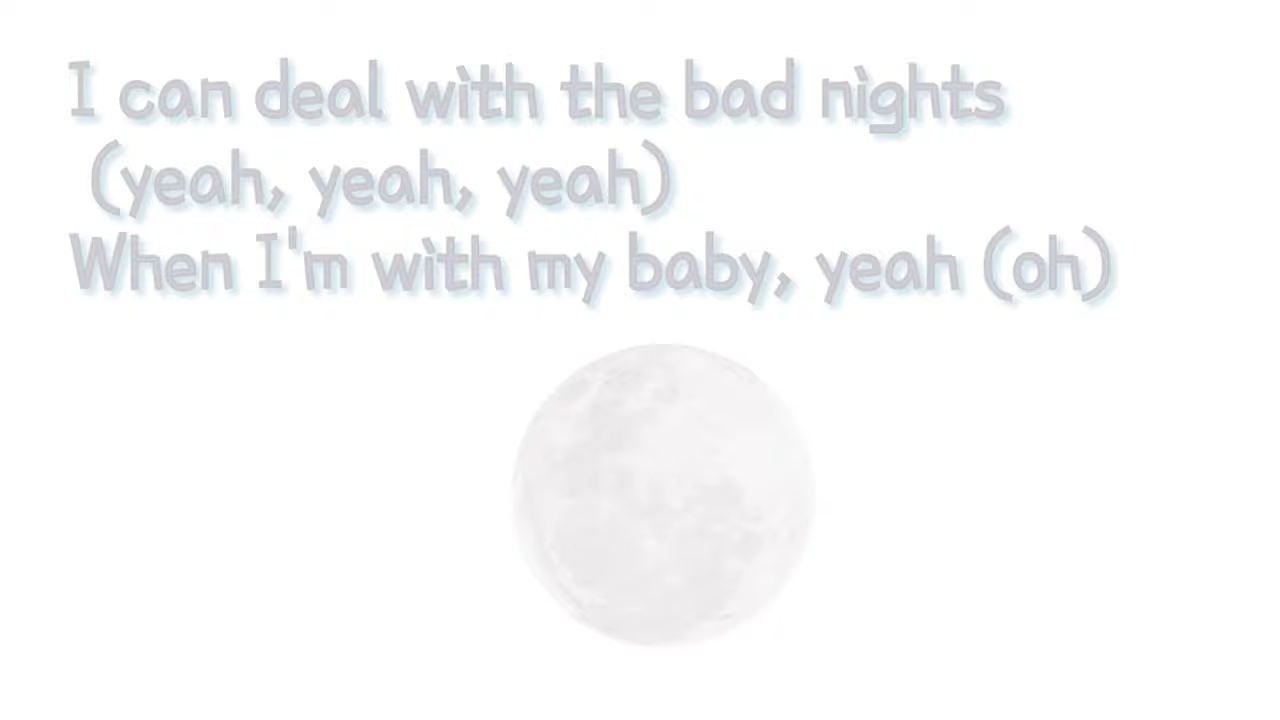 I can deal with the bad nights
(yeah, yeah, yeah)
When I'm with my baby, yeah (oh)